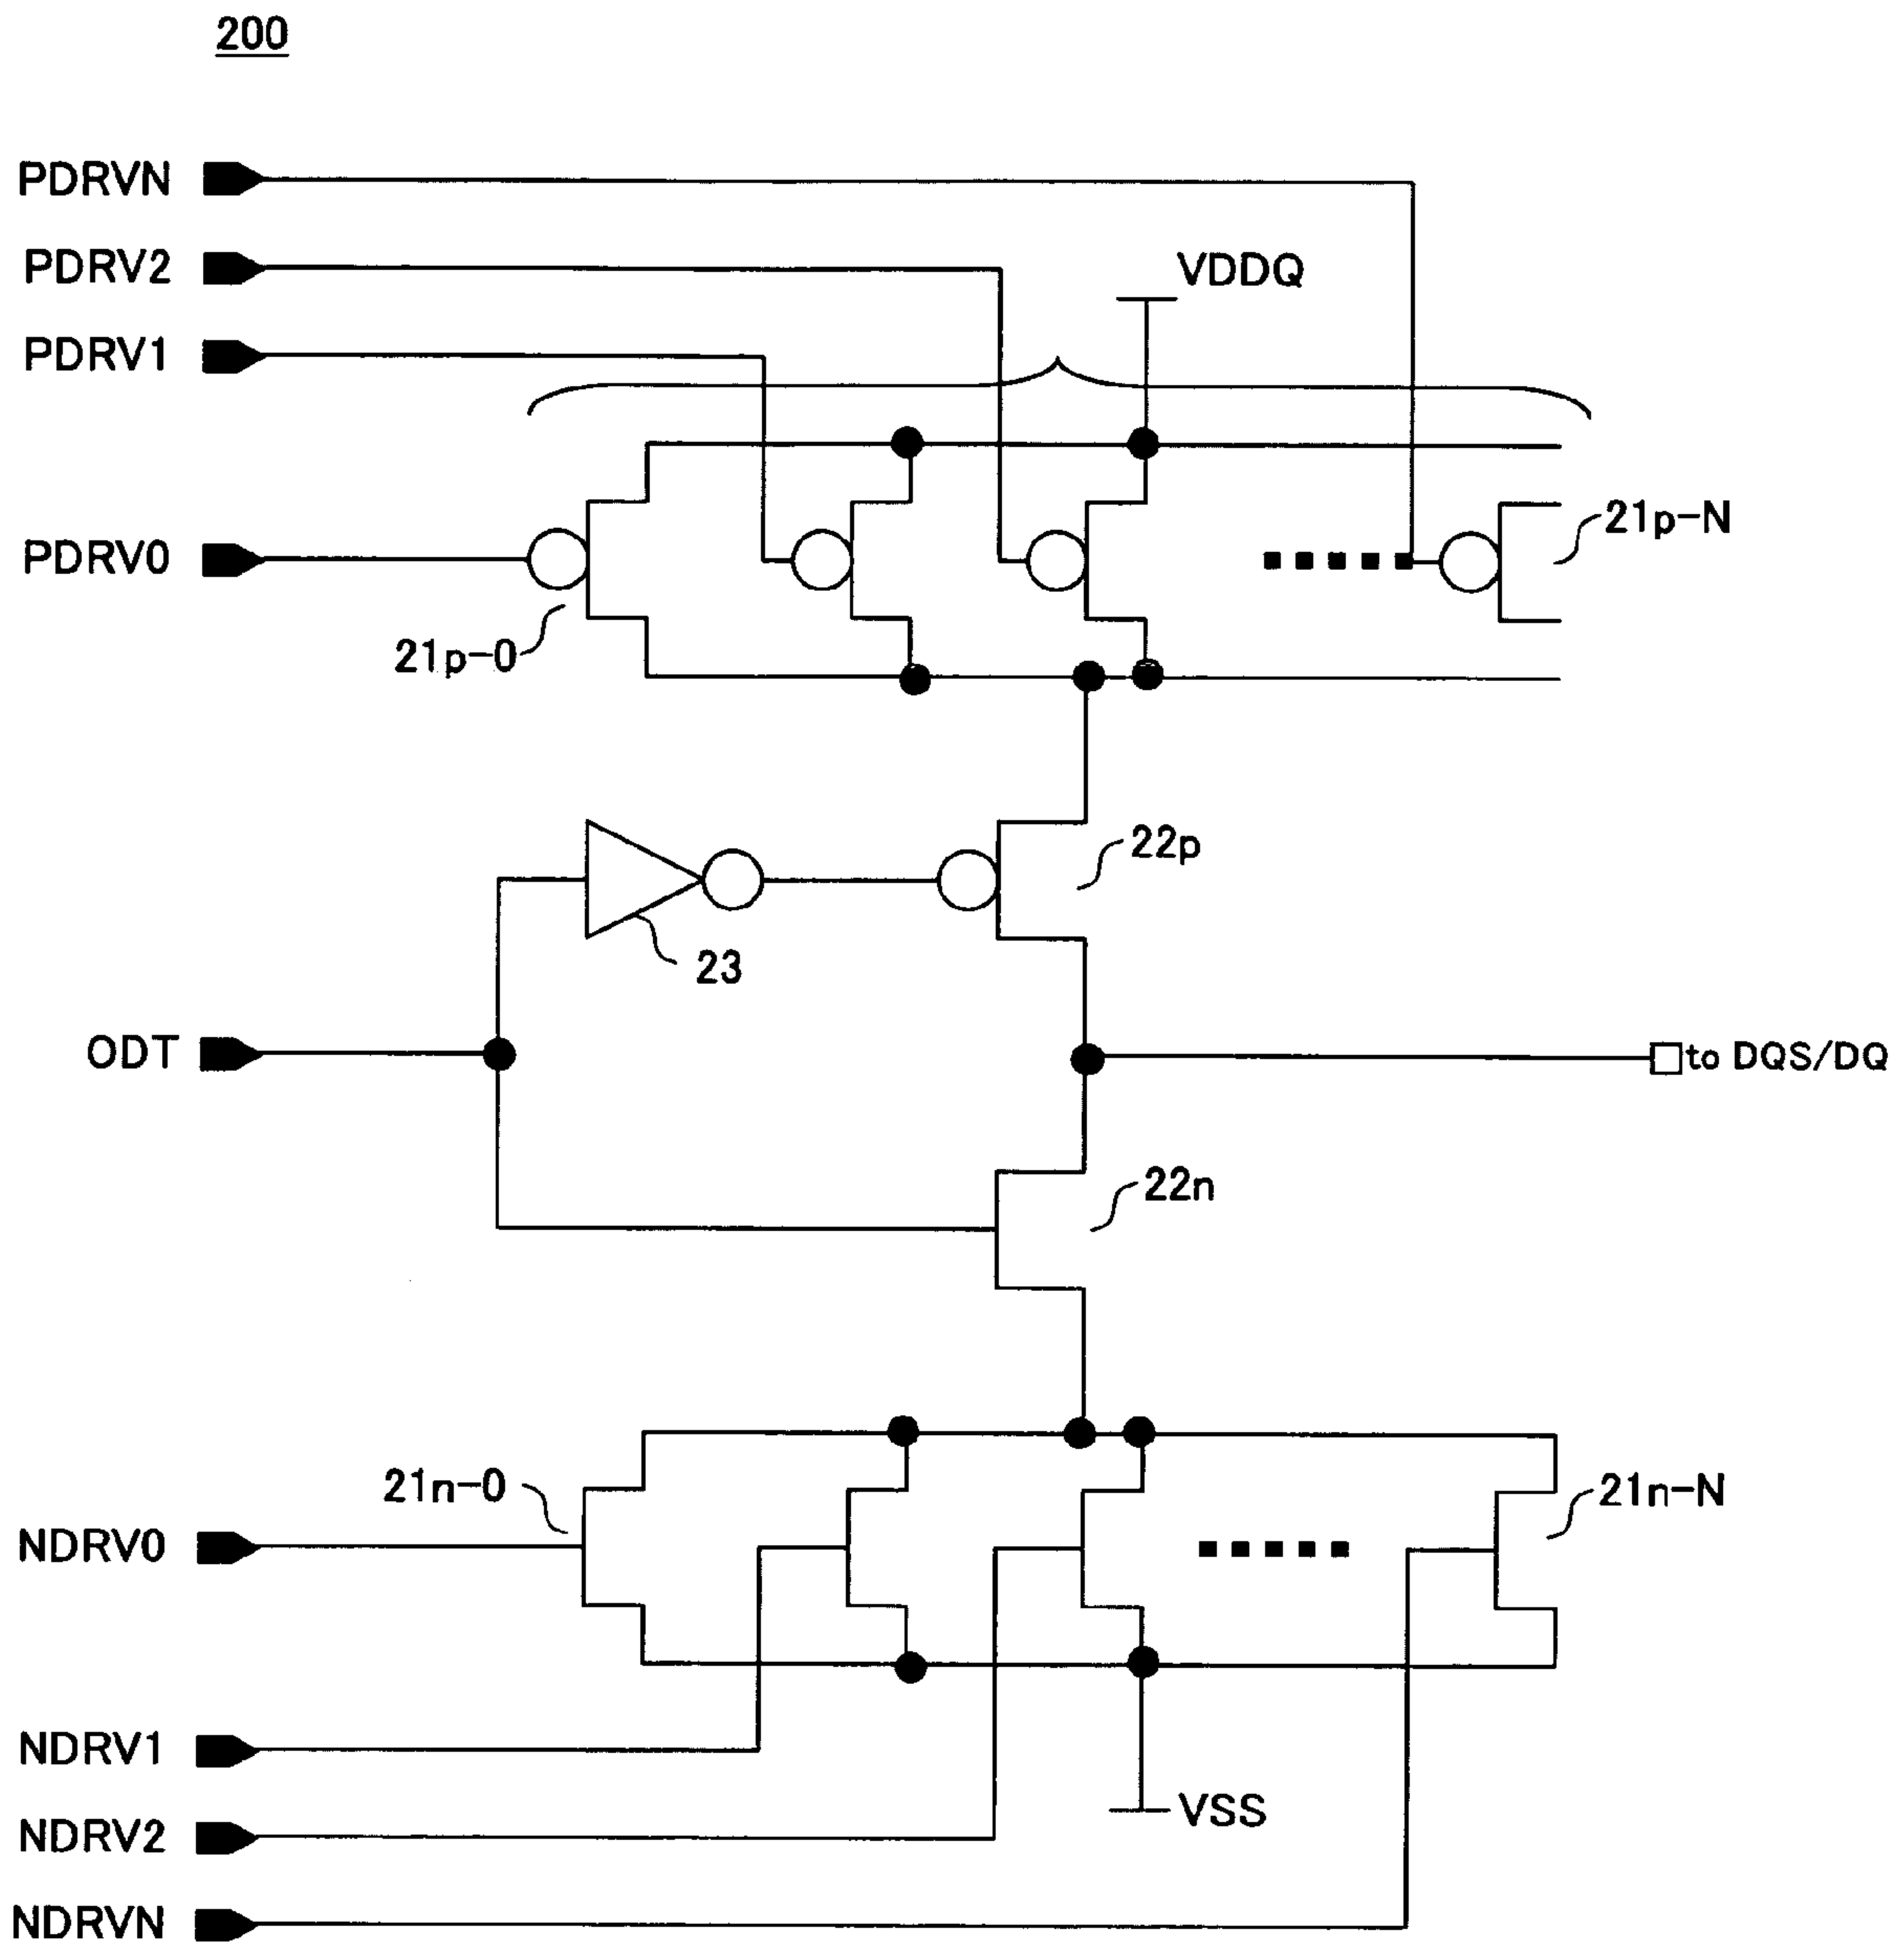 200
PDRVN
PDRV2
VDDQ
PDRV1
21p-N
PDRV0
21p-0
22p
23
ODT
to DQS/DQ
22n
21n-0
21n-N
NDRV0
NDRV1
VSS
NDRV2
NDRVN